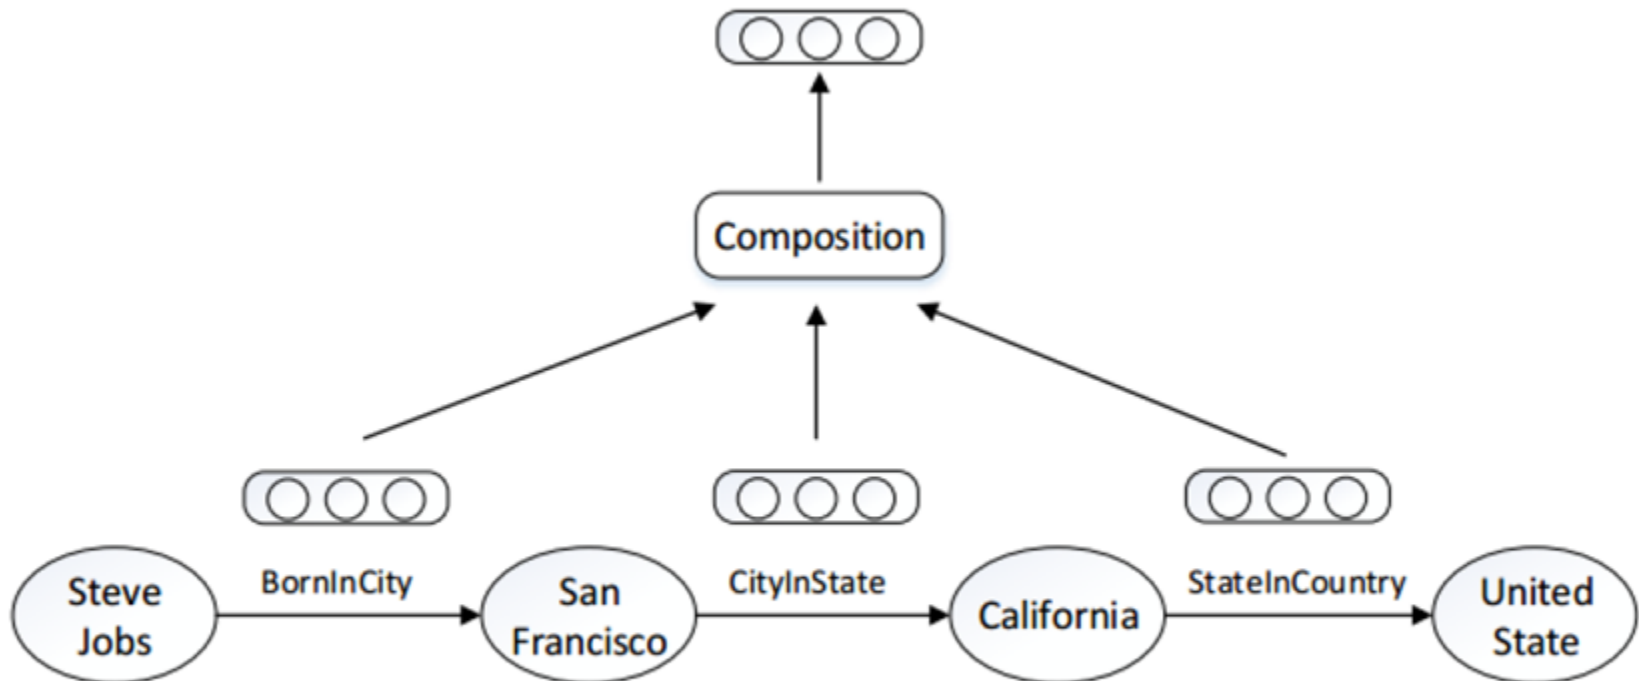 Composition
BornInCity
CityInState
StateInCountry
Steve
Jobs
San
Francisco
California
United
State